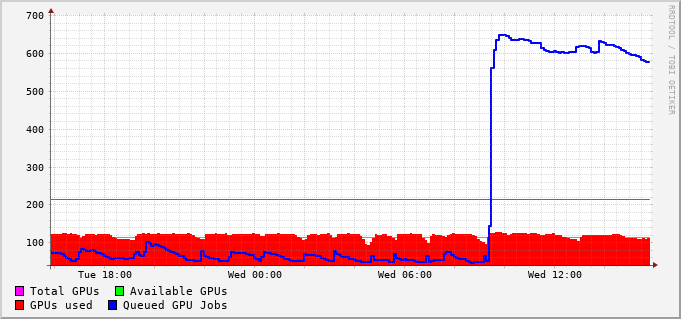 700
600
500
400
300
200
100
Tue 18:00 Wed 00:00 Wed 06:00 Wed 12:00
Total GPUs Available GPUs
GPUs used Queued GPU Jobs
RRDTOOL / TOBI OETIKER